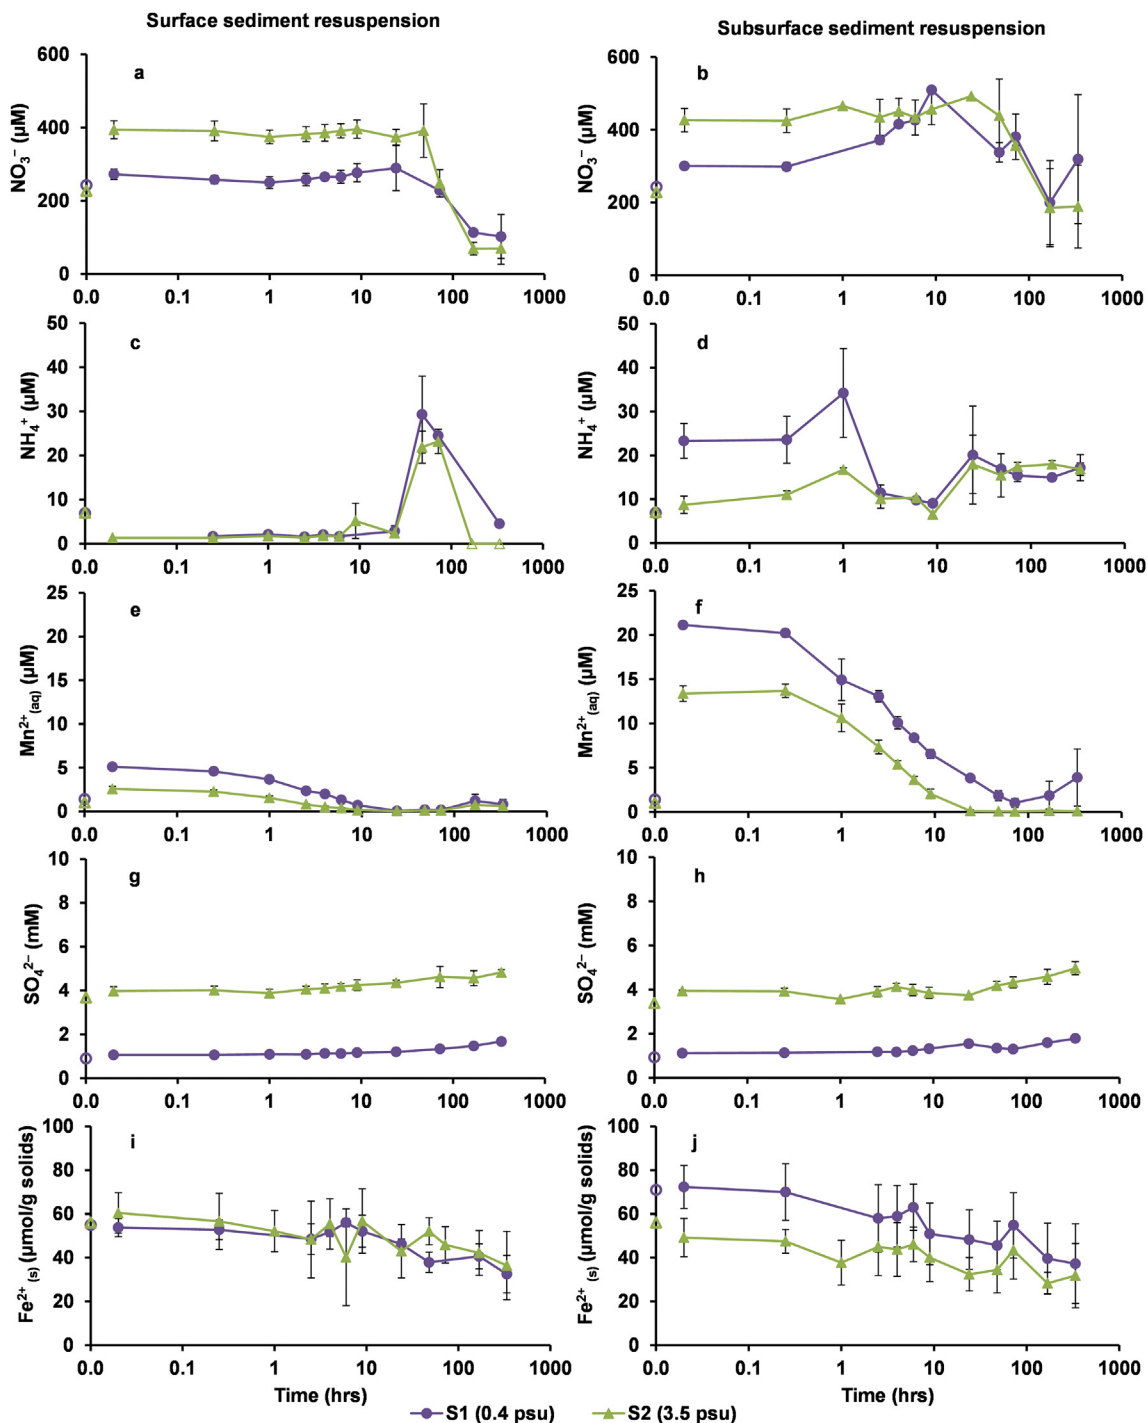 Surface sediment resuspension
Subsurface sediment resuspension
a
NO₃⁻ (µM)
600
400
200
0
0.0 0.1 1 10 100 1000
b
NO₃⁻ (µM)
600
400
200
0
0.0 0.1 1 10 100 1000
c
NH₄⁺ (µM)
50
40
30
20
10
0
0.0 0.1 1 10 100 1000
d
NH₄⁺ (µM)
50
40
30
20
10
0
0.0 0.1 1 10 100 1000
e
Mn²⁺₍aq₎ (µM)
25
20
15
10
5
0
0.0 0.1 1 10 100 1000
f
Mn²⁺₍aq₎ (µM)
25
20
15
10
5
0
0.0 0.1 1 10 100 1000
g
SO₄²⁻ (mM)
10
8
6
4
2
0
0.0 0.1 1 10 100 1000
h
SO₄²⁻ (mM)
10
8
6
4
2
0
0.0 0.1 1 10 100 1000
i
Fe²⁺₍s₎ (µmol/g solids)
100
80
60
40
20
0
0.0 0.1 1 10 100 1000
Time (hrs)
j
Fe²⁺₍s₎ (µmol/g solids)
100
80
60
40
20
0
0.0 0.1 1 10 100 1000
Time (hrs)
S1 (0.4 psu) S2 (3.5 psu)